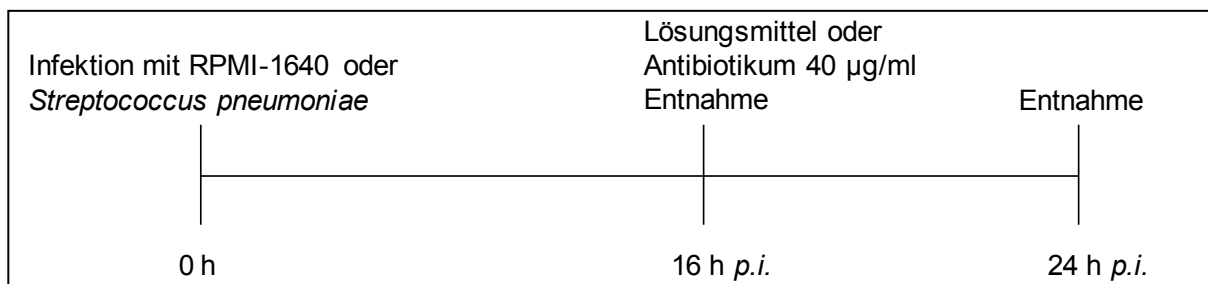 Infektion mit RPMI-1640 oder
Streptococcus pneumoniae
Lösungsmittel oder
Antibiotikum 40 µg/ml
Entnahme
Entnahme
0 h
16 h p.i.
24 h p.i.